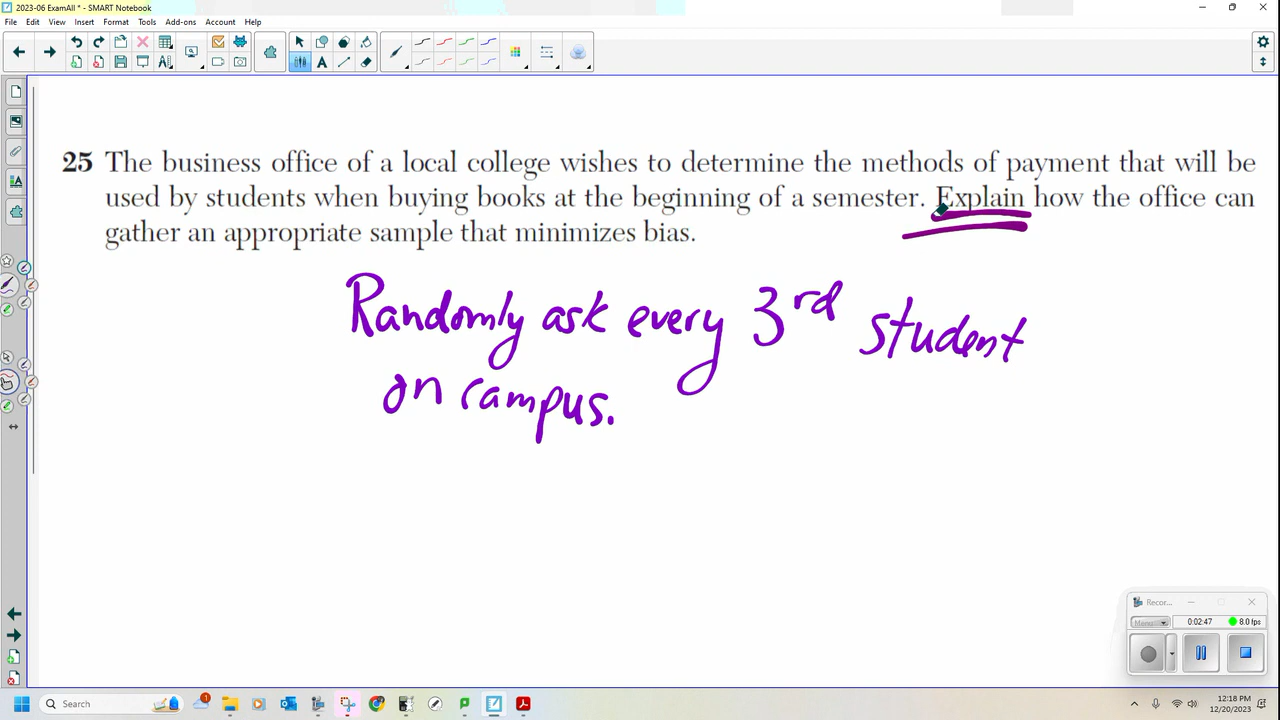 2023-06 ExamAll * - SMART Notebook
File Edit View Insert Format Tools Add-ons Account Help
25 The business office of a local college wishes to determine the methods of payment that will be
used by students when buying books at the beginning of a semester. Explain how the office can
gather an appropriate sample that minimizes bias.
Randomly ask every 3rd student
on campus.
Recor...
Menu
0:02:47
8.0 fps
Search
1
12:18 PM
12/20/2023